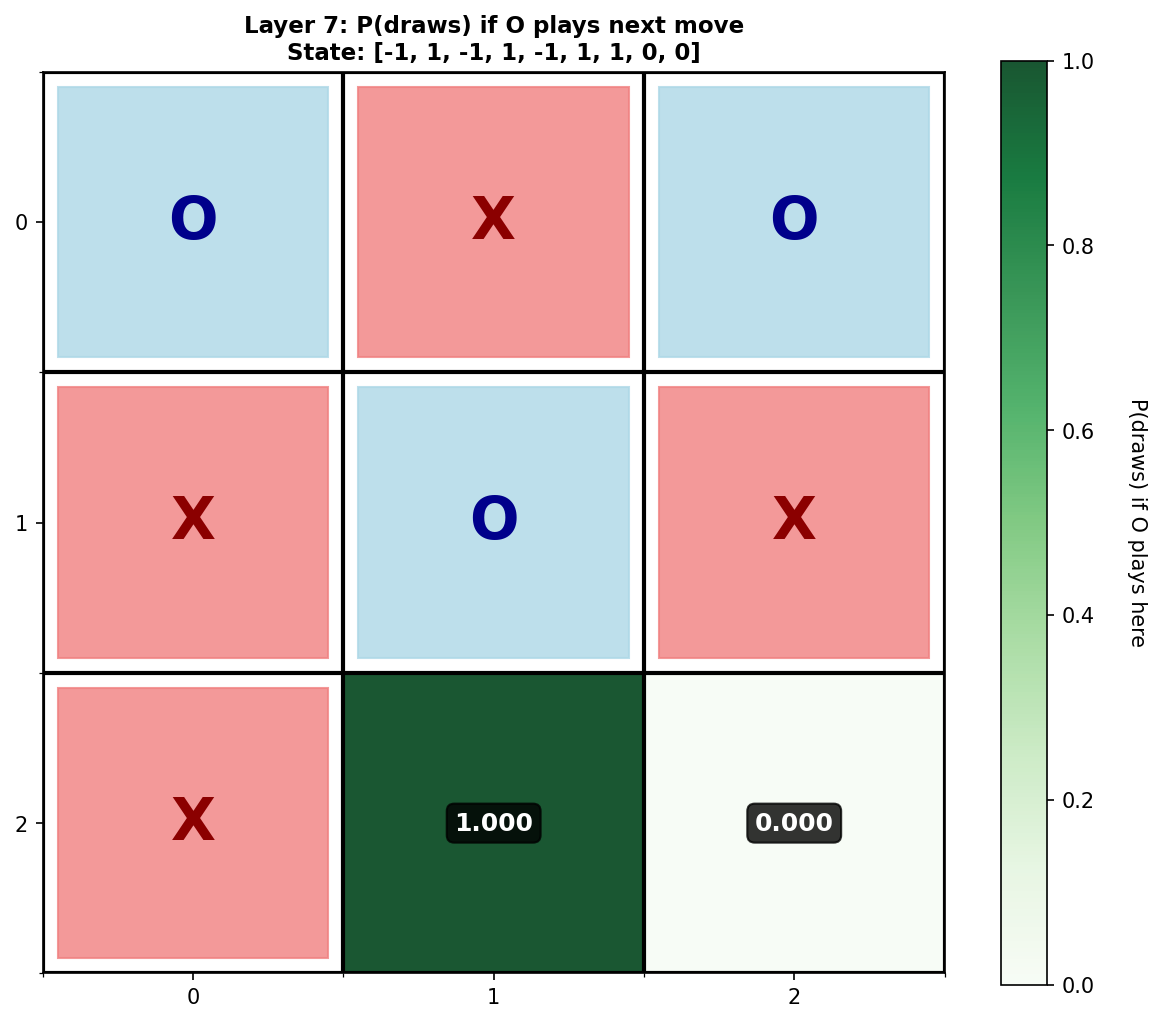 Layer 7: P(draws) if O plays next move
State: [-1, 1, -1, 1, -1, 1, 1, 0, 0]
1.0
0.8
0.6
0.4
0.2
0.0
P(draws) if O plays here
0
O
X
O
1
X
O
X
2
X
1.000
0.000
0
1
2